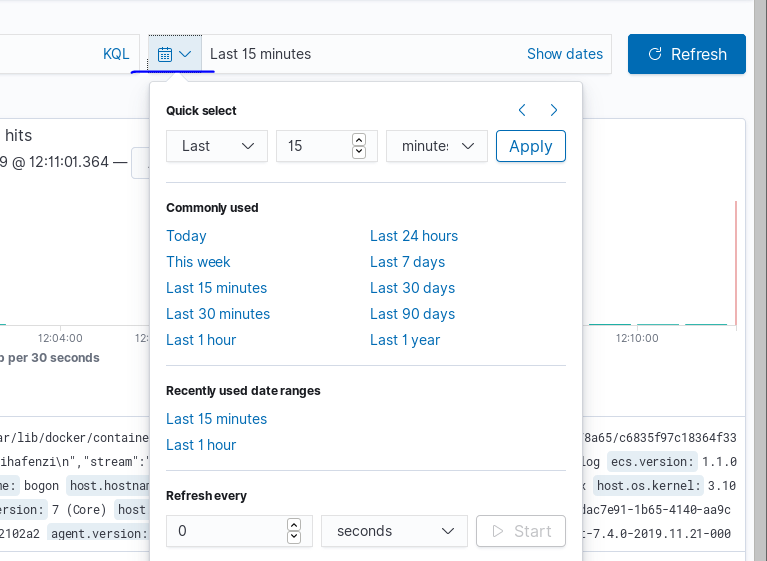 KQL Last 15 minutes Show dates Refresh
Quick select
hits
Last 15 minutes Apply
9 @ 12:11:01.364 —
Commonly used
Today Last 24 hours
This week Last 7 days
Last 15 minutes Last 30 days
Last 30 minutes Last 90 days
12:04:00 12: 12:10:00
Last 1 hour Last 1 year
per 30 seconds
Recently used date ranges
Last 15 minutes
ar/lib/docker/containe 8a65/c6835f97c18364f33
Last 1 hour
ihafenzi\n","stream":" log ecs.version: 1.1.0
me: bogon host.hostnam host.os.kernel: 3.10
Refresh every
ersion: 7 (Core) host dac7e91-1b65-4140-aa9c
0 seconds Start
2102a2 agent.version: t-7.4.0-2019.11.21-000